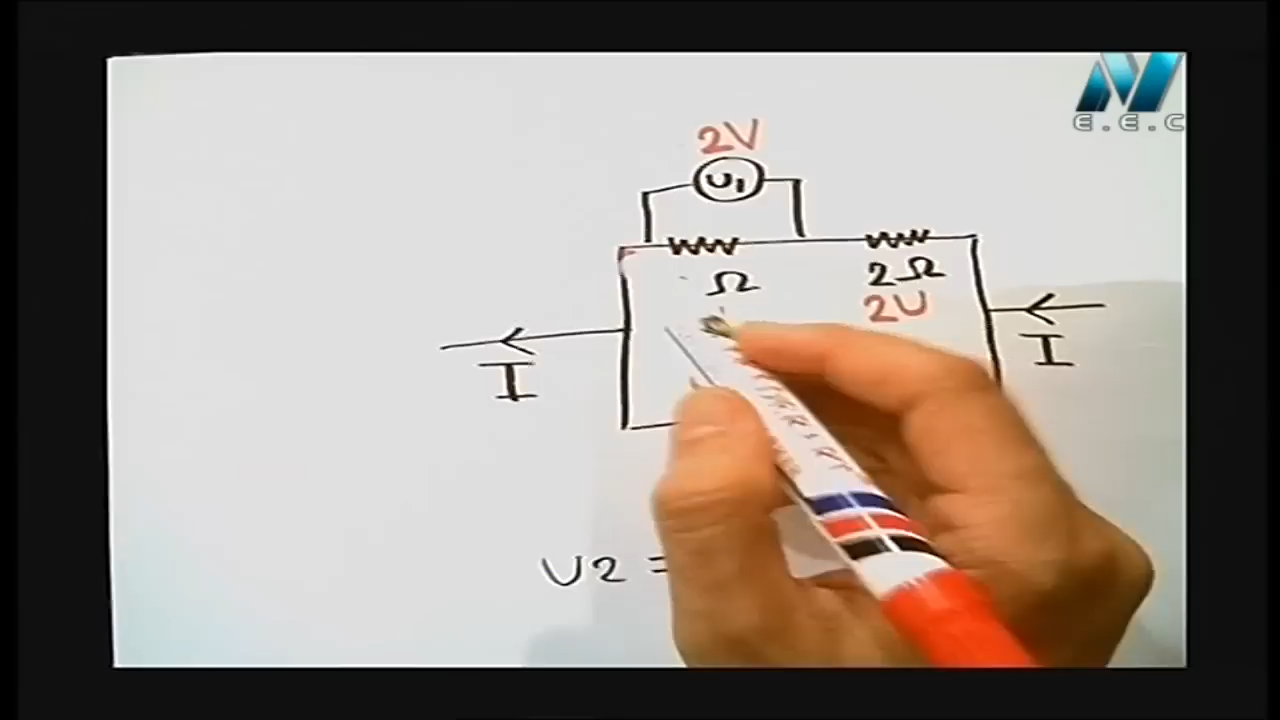 E.E.C
2V
U1
Ω
2Ω
2U
I
I
U2 =